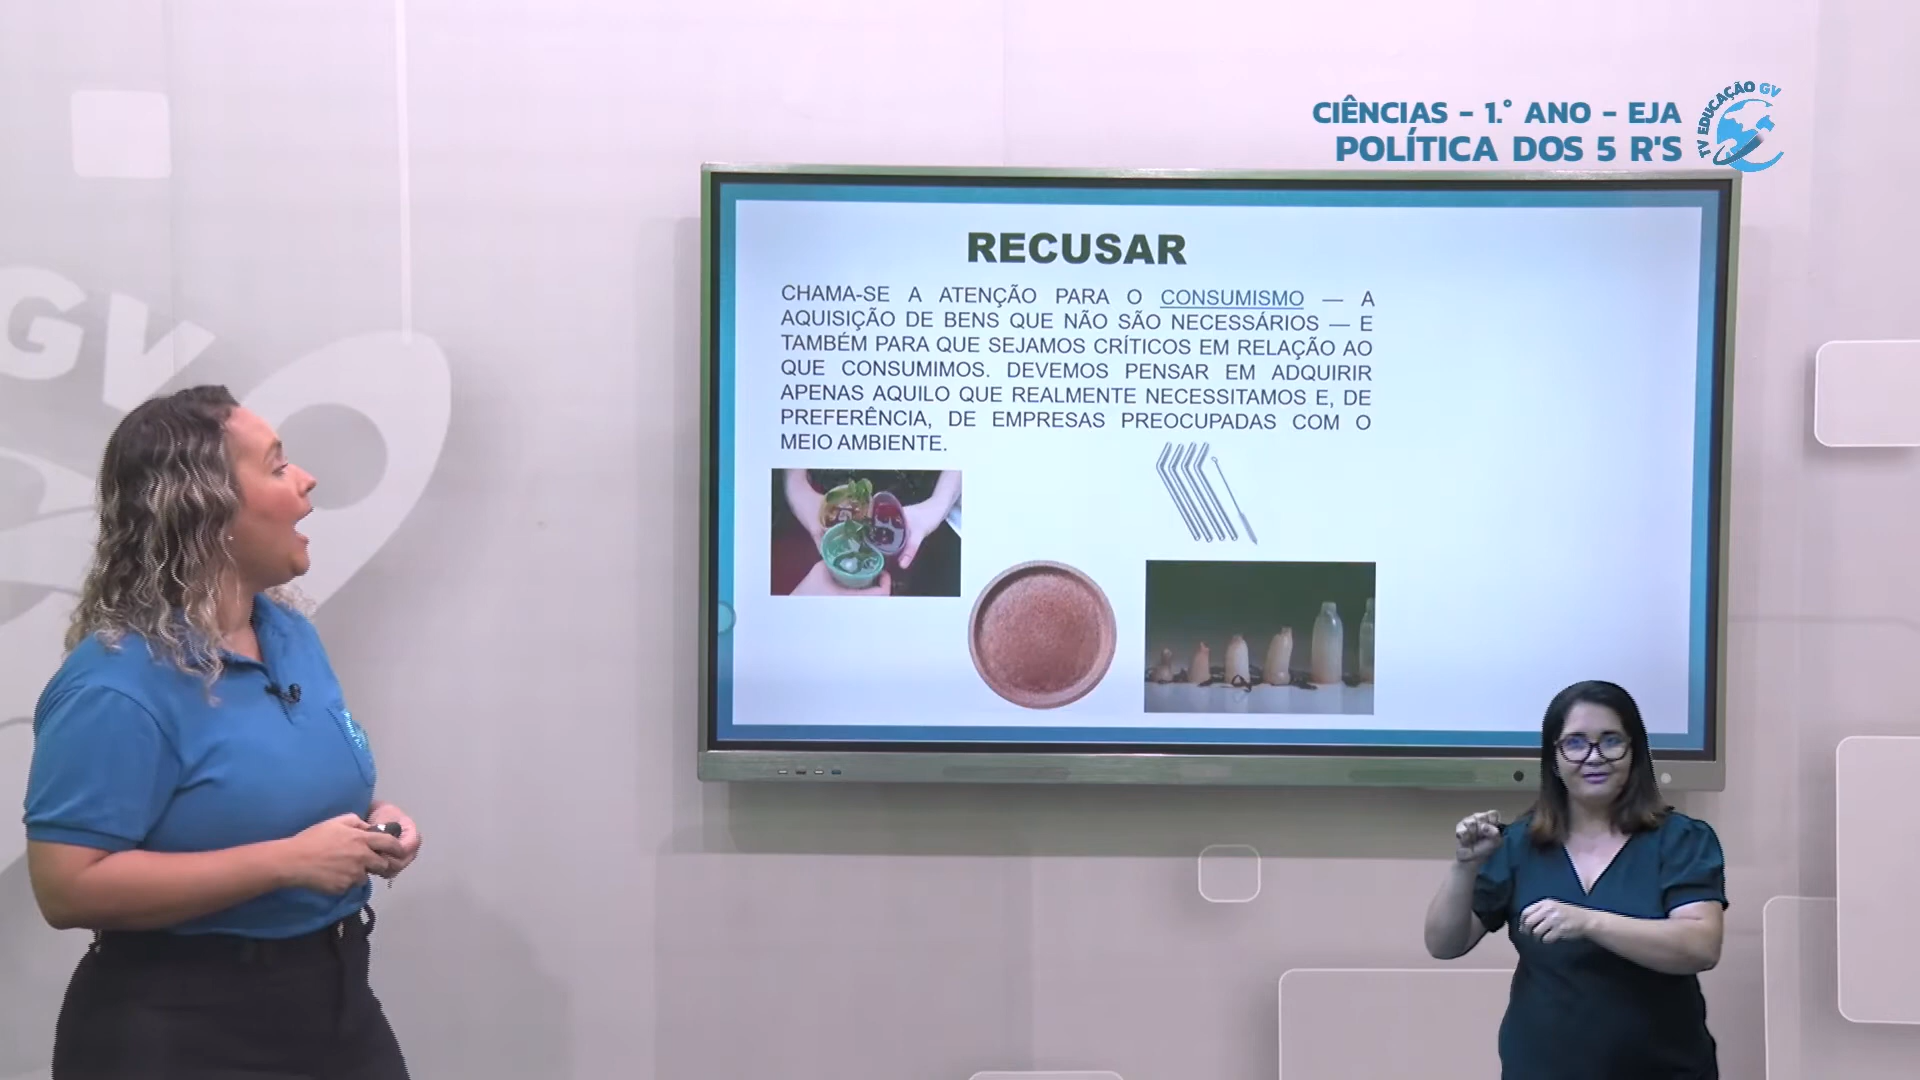 CIÊNCIAS - 1.° ANO - EJA
POLÍTICA DOS 5 R'S
TV EDUCAÇÃO GV
RECUSAR
CHAMA-SE A ATENÇÃO PARA O CONSUMISMO — A
AQUISIÇÃO DE BENS QUE NÃO SÃO NECESSÁRIOS — E
TAMBÉM PARA QUE SEJAMOS CRÍTICOS EM RELAÇÃO AO
QUE CONSUMIMOS. DEVEMOS PENSAR EM ADQUIRIR
APENAS AQUILO QUE REALMENTE NECESSITAMOS E, DE
PREFERÊNCIA, DE EMPRESAS PREOCUPADAS COM O
MEIO AMBIENTE.
GV